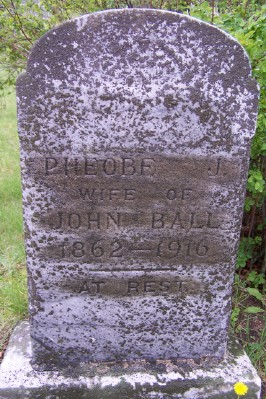 PHEOBE J.
WIFE OF
JOHN BALL
1862—1916
AT REST